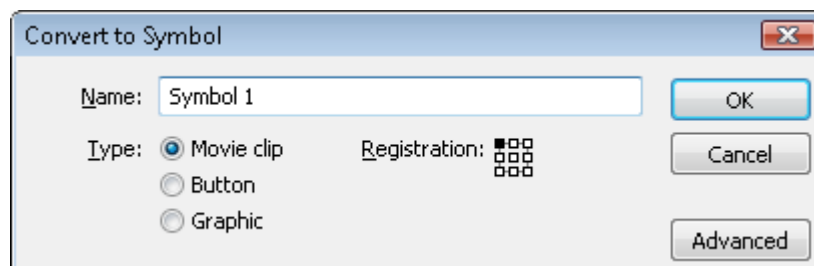 Convert to Symbol
Name: Symbol 1 OK
Type: Movie clip Registration: Cancel
Button
Graphic
Advanced